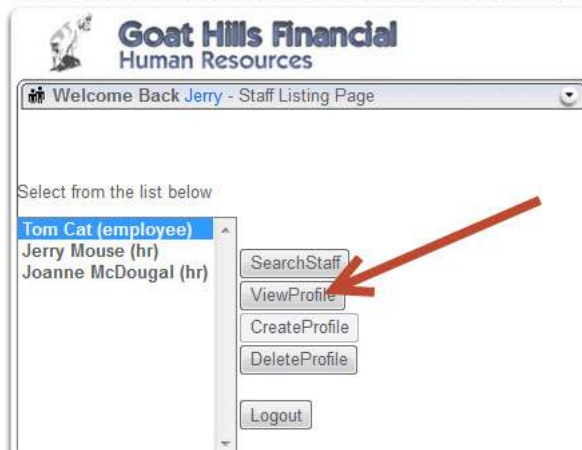 Goat Hills Financial
Human Resources
Welcome Back Jerry - Staff Listing Page
Select from the list below
Tom Cat (employee)
Jerry Mouse (hr)
Joanne McDougal (hr)
SearchStaff
ViewProfile
CreateProfile
DeleteProfile
Logout